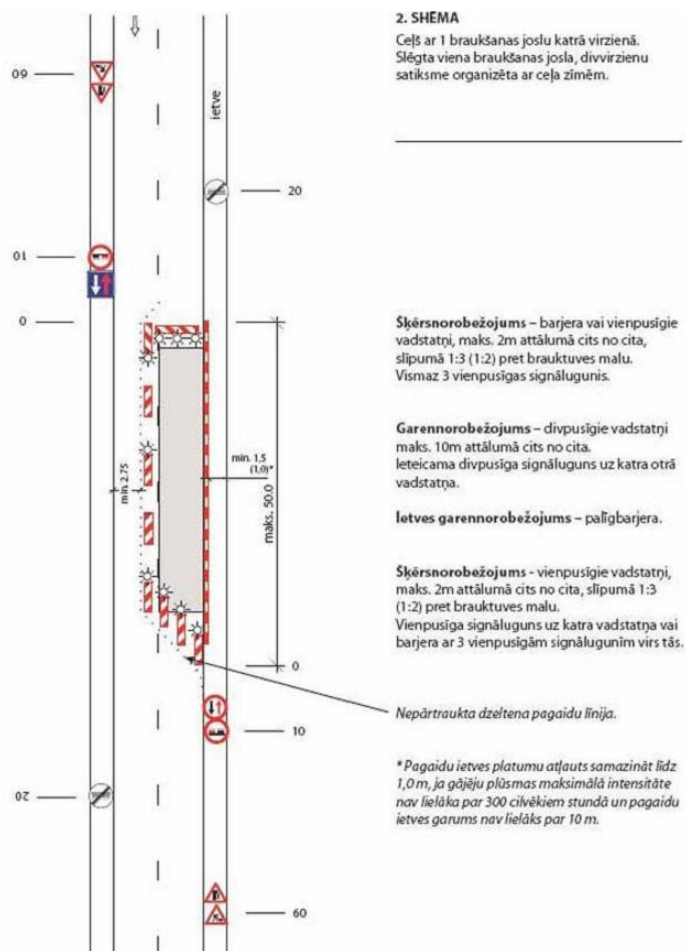 2. SHĒMA
Ceļš ar 1 braukšanas joslu katrā virzienā.
Slēgta viena braukšanas josla, divvirzienu
satiksme organizēta ar ceļa zīmēm.
60
ietve
20
10
0
Šķērsnorobežojums – barjera vai vienpusīgie
vadstatņi, maks. 2m attālumā cits no cita,
slīpumā 1:3 (1:2) pret brauktuves malu.
Vismaz 3 vienpusīgas signālugunis.
Garennorobežojums – divpusīgie vadstatņi
maks. 10m attālumā cits no cita.
Ieteicama divpusīga signāluguns uz katra otrā
vadstatņa.
min. 2.75
min. 1,5
(1,0)*
maks. 50.0
Ietves garennorobežojums – palīgbarjera.
Šķērsnorobežojums - vienpusīgie vadstatņi,
maks. 2m attālumā cits no cita, slīpumā 1:3
(1:2) pret brauktuves malu.
Vienpusīga signāluguns uz katra vadstatņa vai
barjera ar 3 vienpusīgām signālugunīm virs tās.
0
Nepārtraukta dzeltena pagaidu līnija.
10
* Pagaidu ietves platumu atļauts samazināt līdz
1,0 m, ja gājēju plūsmas maksimālā intensitāte
nav lielāka par 300 cilvēkiem stundā un pagaidu
ietves garums nav lielāks par 10 m.
20
60